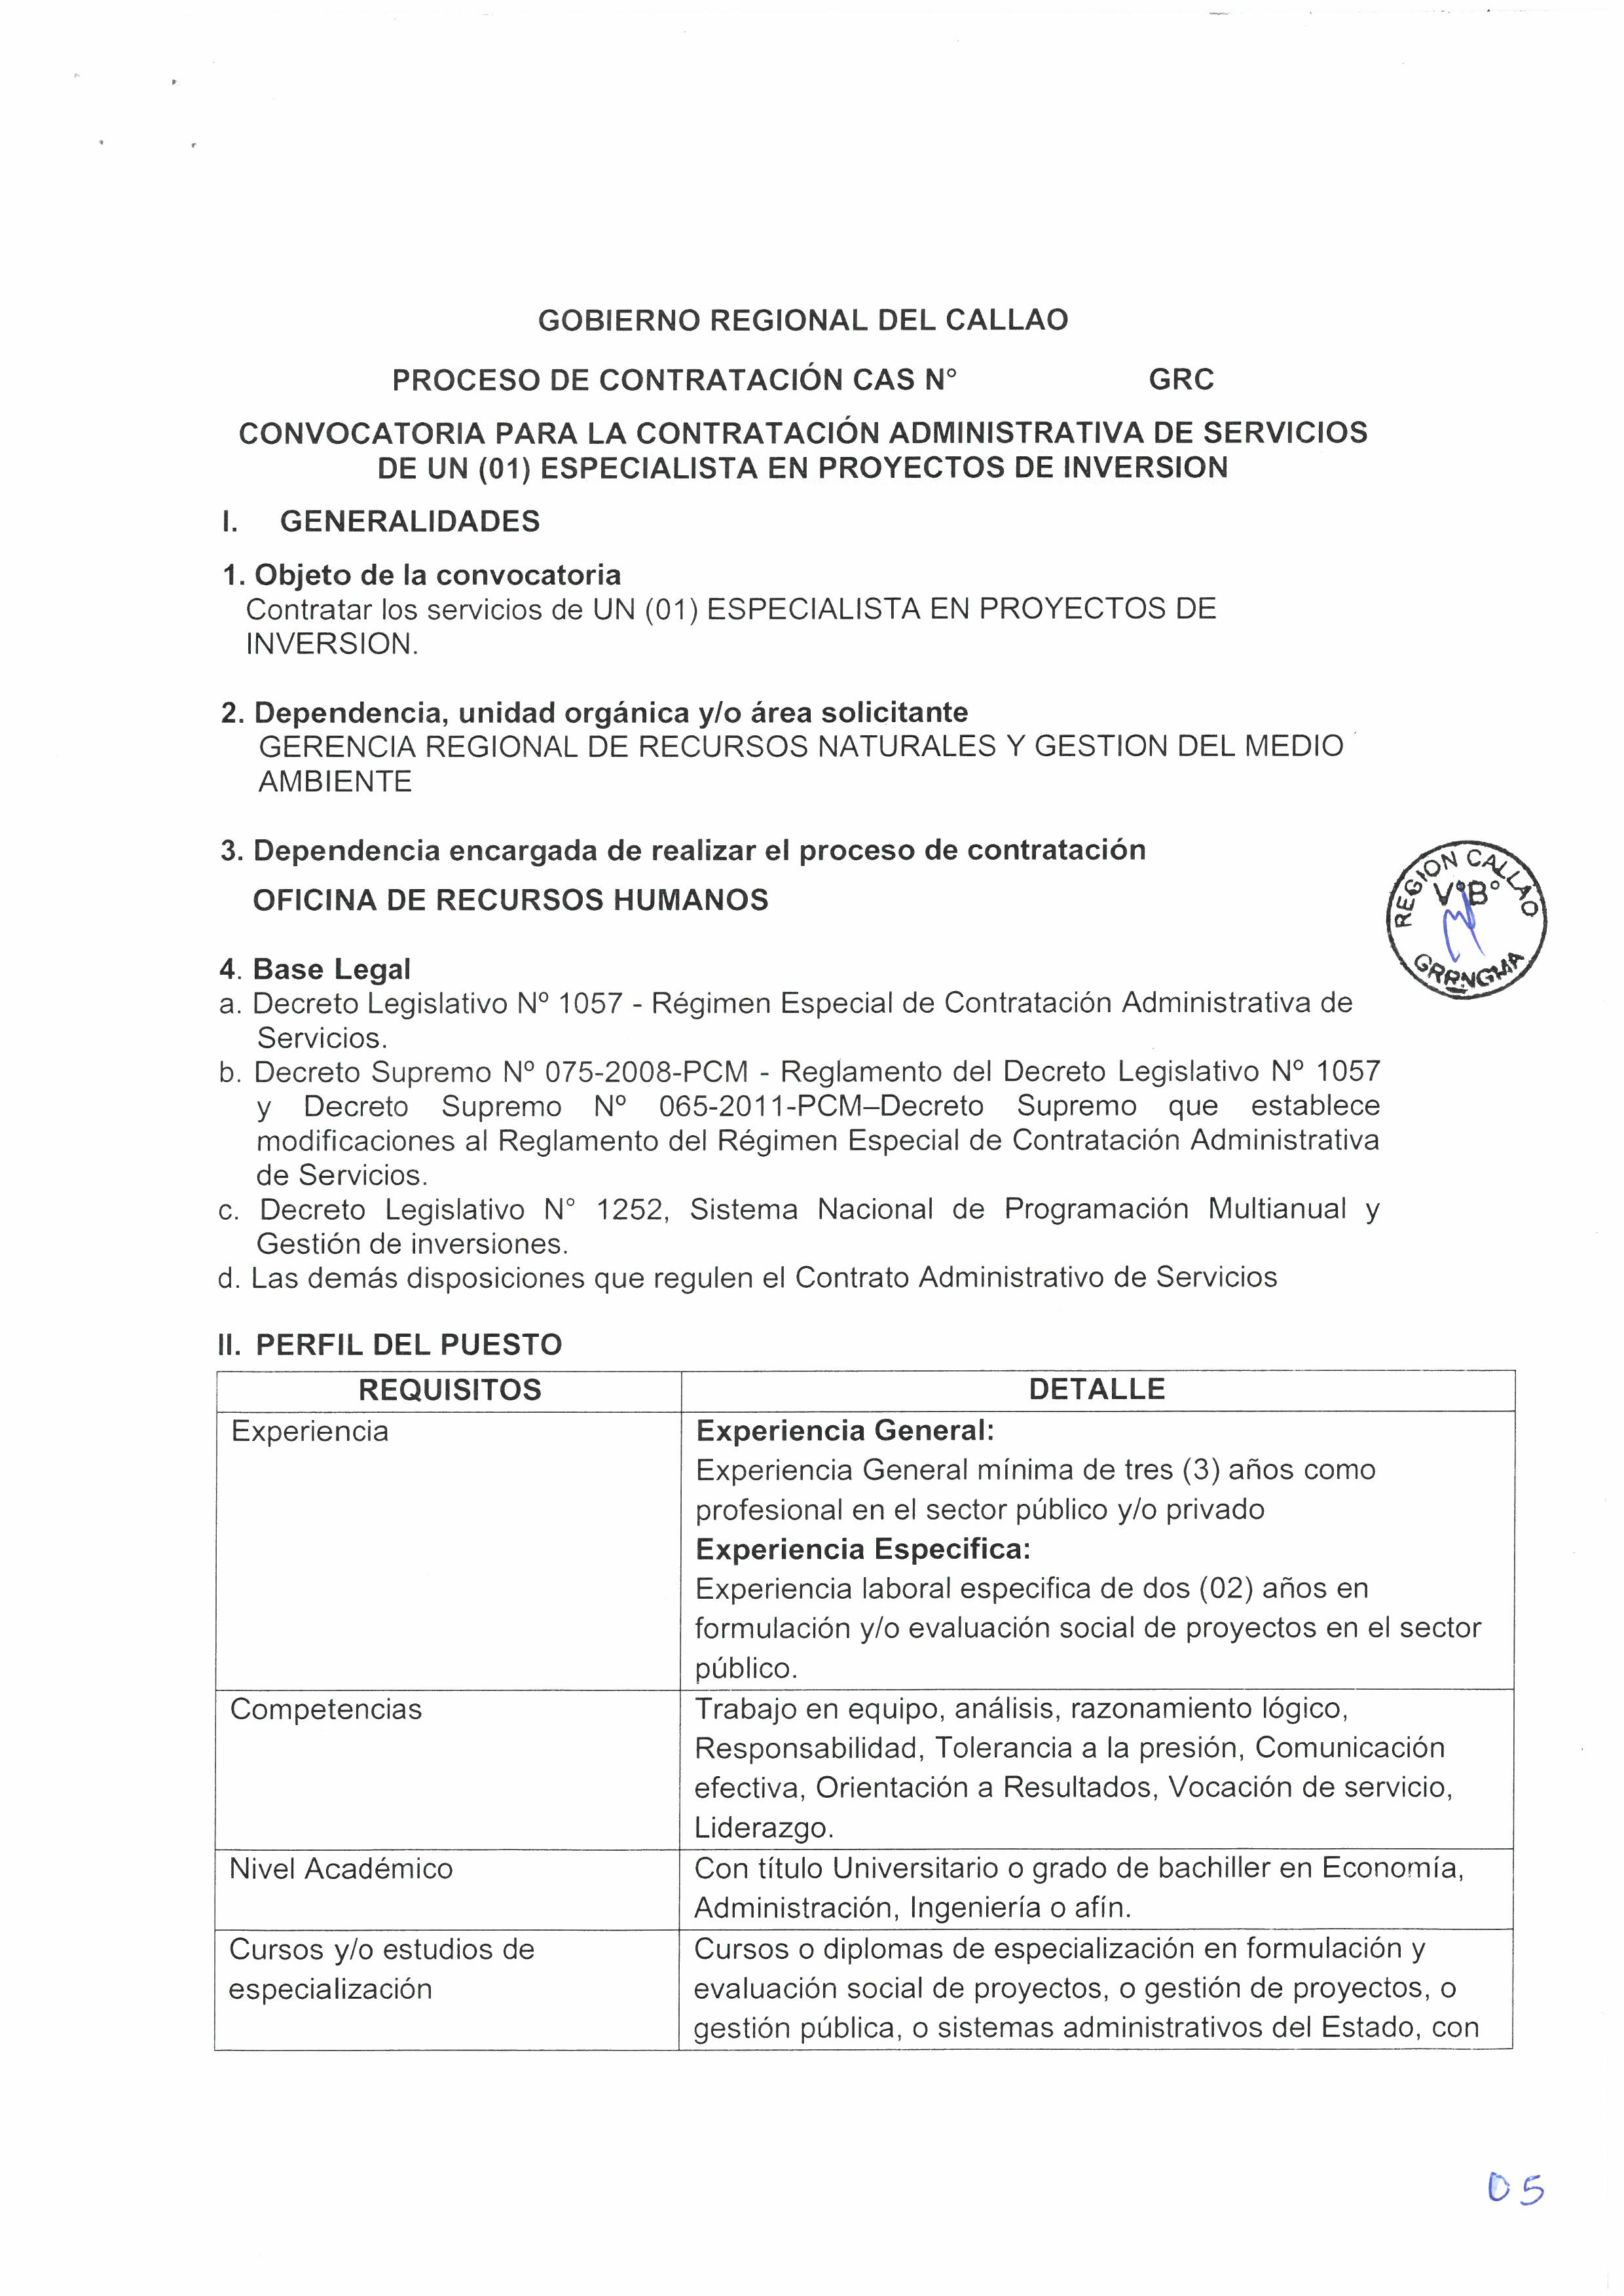 GOBIERNO REGIONAL DEL CALLAO
PROCESO DE CONTRATACIÓN CAS N° GRC
CONVOCATORIA PARA LA CONTRATACIÓN ADMINISTRATIVA DE SERVICIOS
DE UN (01) ESPECIALISTA EN PROYECTOS DE INVERSION
I. GENERALIDADES
1. Objeto de la convocatoria
Contratar los servicios de UN (01) ESPECIALISTA EN PROYECTOS DE
INVERSION.
2. Dependencia, unidad orgánica y/o área solicitante
GERENCIA REGIONAL DE RECURSOS NATURALES Y GESTION DEL MEDIO
AMBIENTE
3. Dependencia encargada de realizar el proceso de contratación
OFICINA DE RECURSOS HUMANOS
REGION CALLAO
V°B°
GRRNGMA
4. Base Legal
a. Decreto Legislativo Nº 1057 - Régimen Especial de Contratación Administrativa de
Servicios.
b. Decreto Supremo Nº 075-2008-PCM - Reglamento del Decreto Legislativo Nº 1057
y Decreto Supremo Nº 065-2011-PCM–Decreto Supremo que establece
modificaciones al Reglamento del Régimen Especial de Contratación Administrativa
de Servicios.
c. Decreto Legislativo N° 1252, Sistema Nacional de Programación Multianual y
Gestión de inversiones.
d. Las demás disposiciones que regulen el Contrato Administrativo de Servicios
II. PERFIL DEL PUESTO
REQUISITOS DETALLE
Experiencia
Experiencia General:
Experiencia General mínima de tres (3) años como
profesional en el sector público y/o privado
Experiencia Especifica:
Experiencia laboral especifica de dos (02) años en
formulación y/o evaluación social de proyectos en el sector
público.
Competencias
Trabajo en equipo, análisis, razonamiento lógico,
Responsabilidad, Tolerancia a la presión, Comunicación
efectiva, Orientación a Resultados, Vocación de servicio,
Liderazgo.
Nivel Académico
Con título Universitario o grado de bachiller en Economía,
Administración, Ingeniería o afín.
Cursos y/o estudios de
especialización
Cursos o diplomas de especialización en formulación y
evaluación social de proyectos, o gestión de proyectos, o
gestión pública, o sistemas administrativos del Estado, con
05